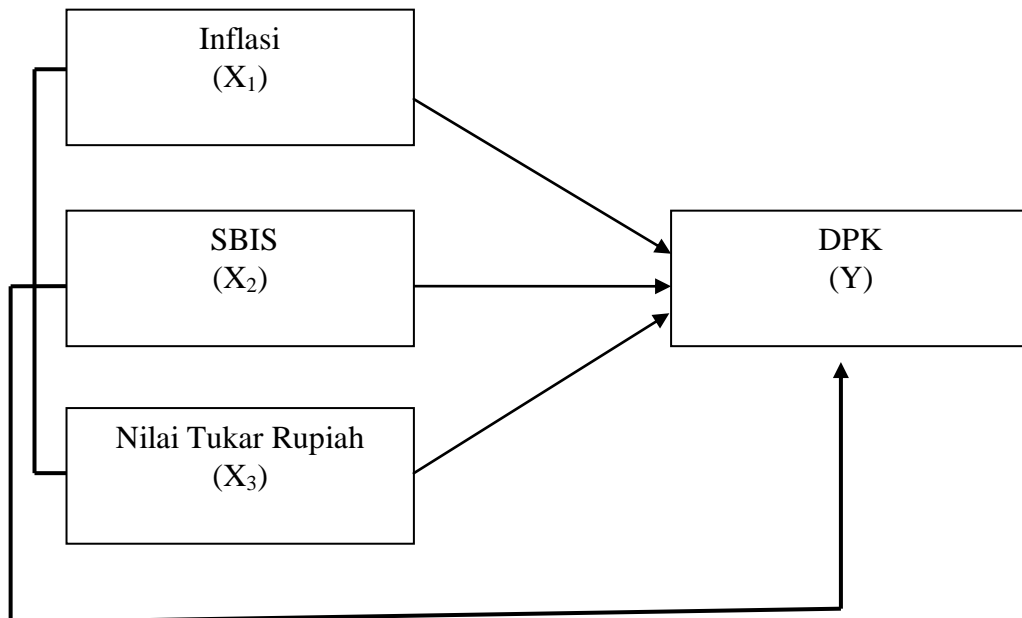 Inflasi
(X₁)
SBIS
(X₂)
Nilai Tukar Rupiah
(X₃)
DPK
(Y)